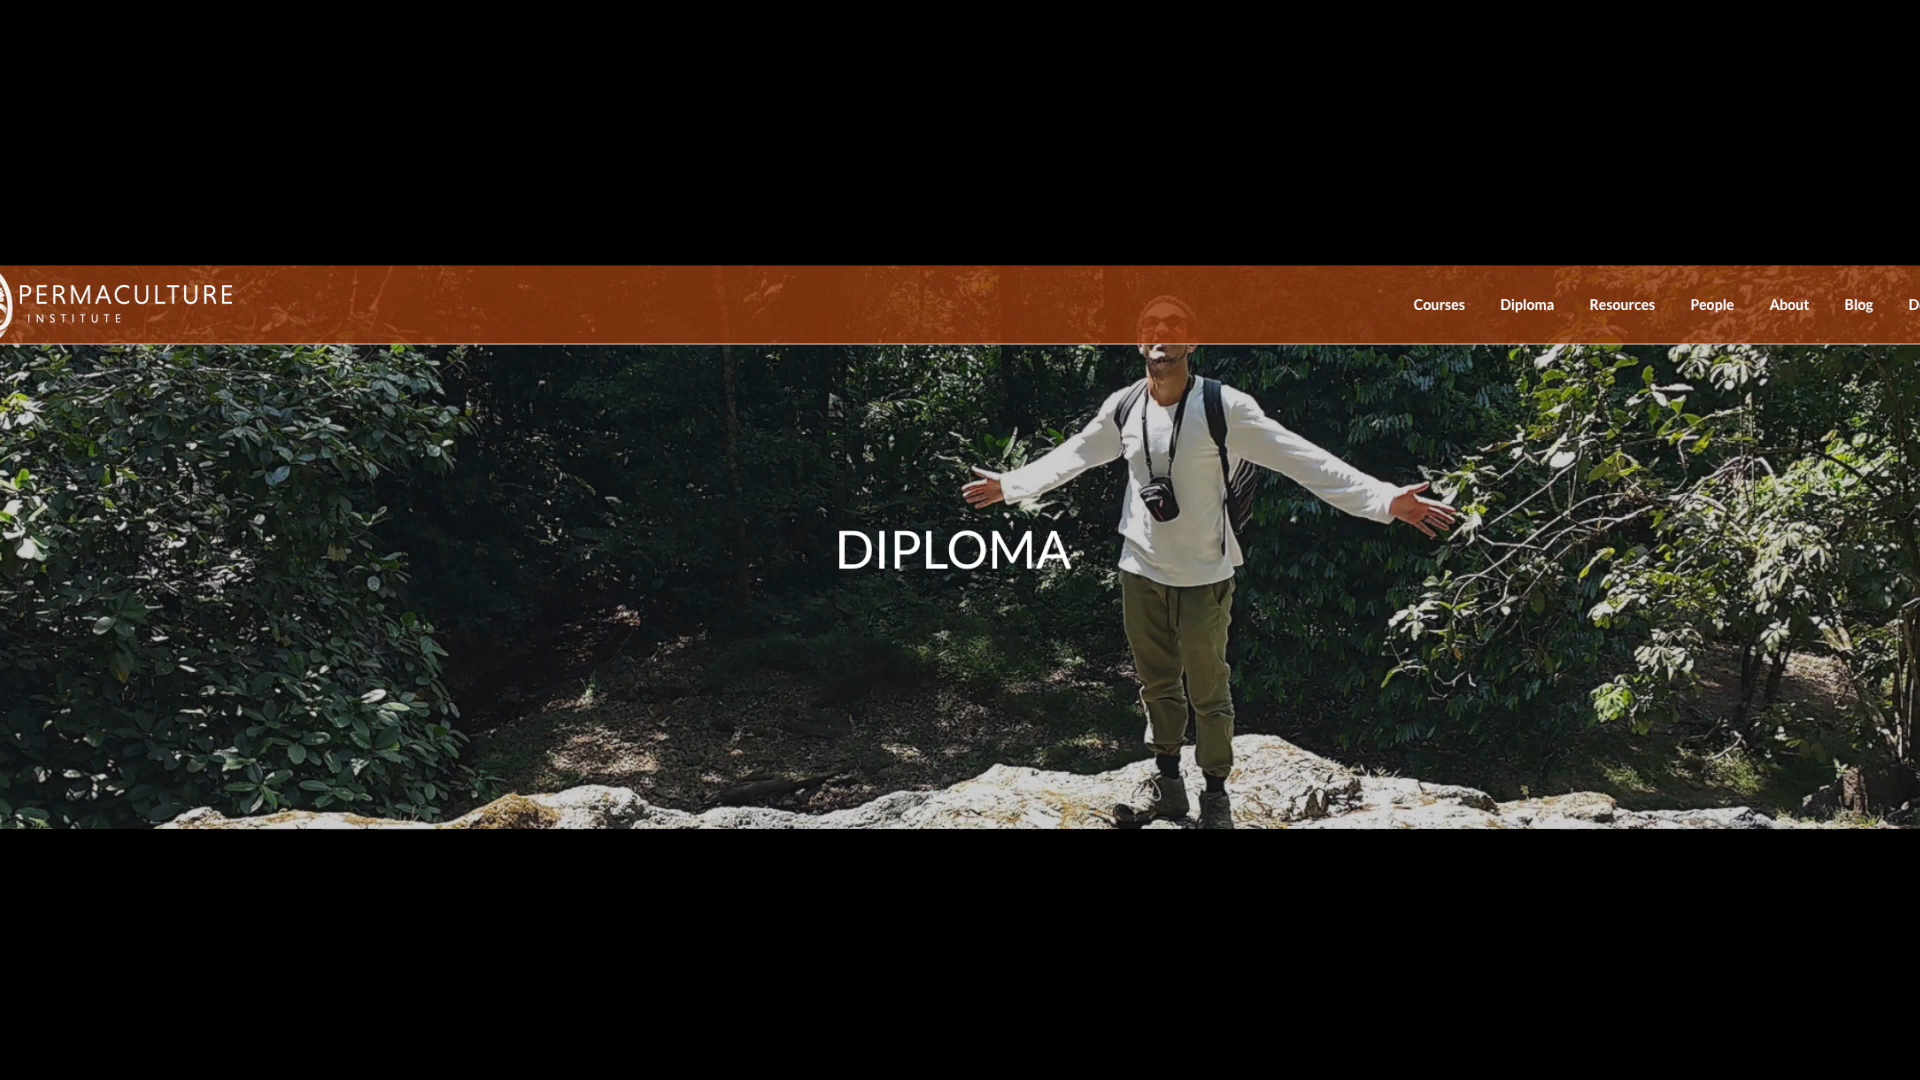 PERMACULTURE
INSTITUTE
Courses Diploma Resources People About Blog
DIPLOMA